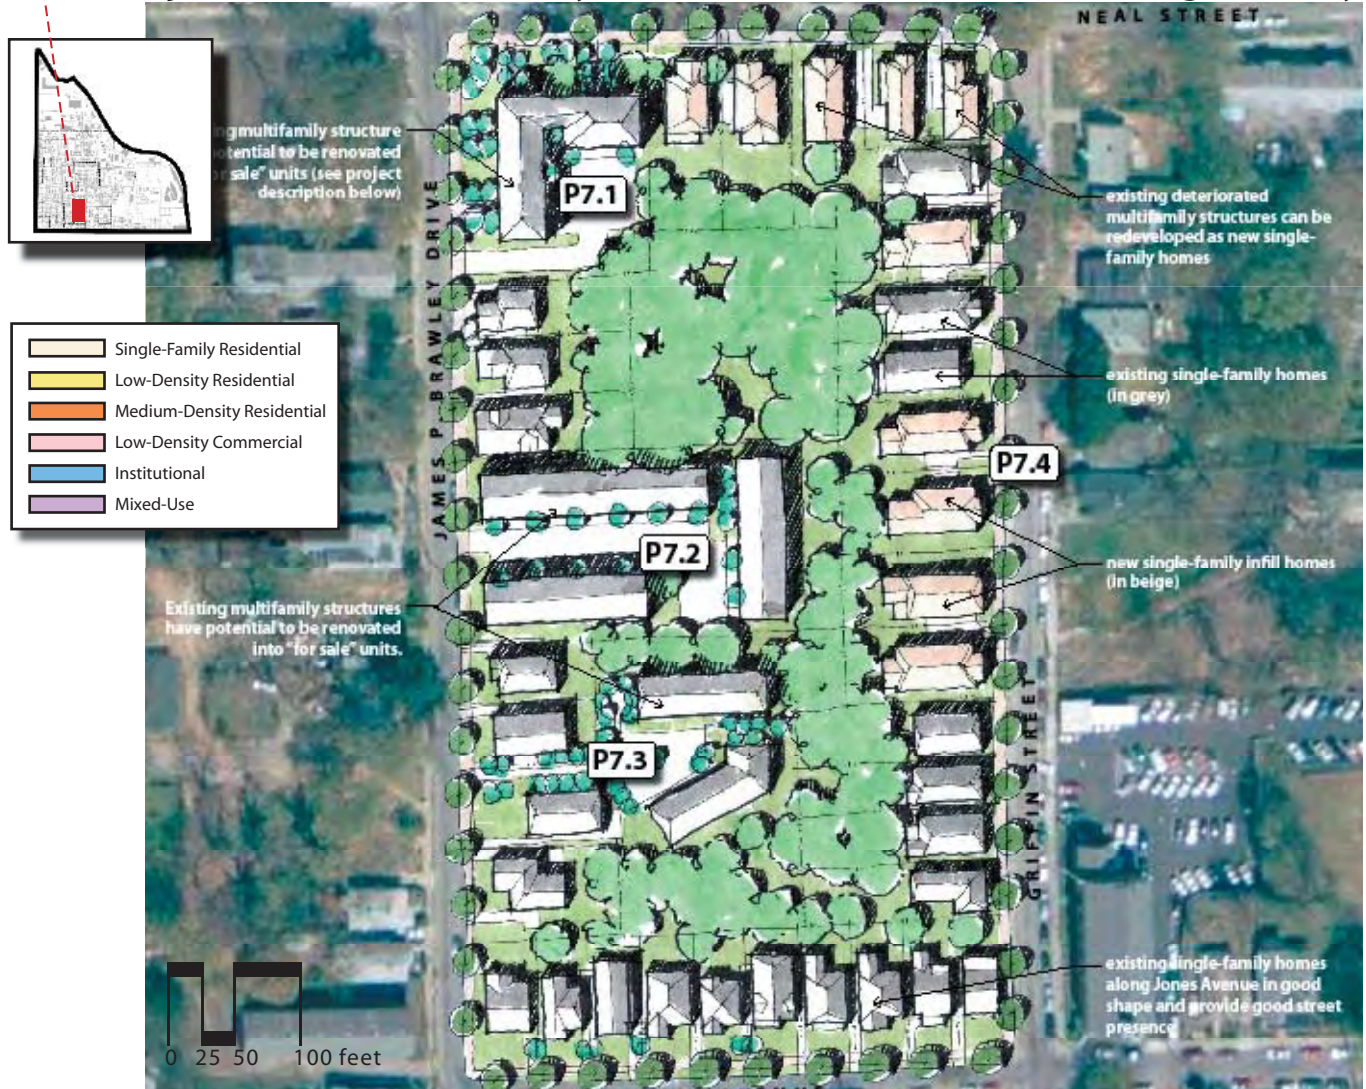 NEAL STREET
multifamily structure
potential to be renovated
sale" units (see project
description below)
P7.1
JAMES P BRAWLEY DRIVE
existing deteriorated
multifamily structures can be
redeveloped as new single-
family homes
Single-Family Residential
Low-Density Residential
Medium-Density Residential
Low-Density Commercial
Institutional
Mixed-Use
existing single-family homes
(in grey)
P7.4
P7.2
new single-family infill homes
(in beige)
Existing multifamily structures
have potential to be renovated
into "for sale" units.
P7.3
GRIFFIN STREET
existing single-family homes
along Jones Avenue in good
shape and provide good street
presence
0 25 50 100 feet